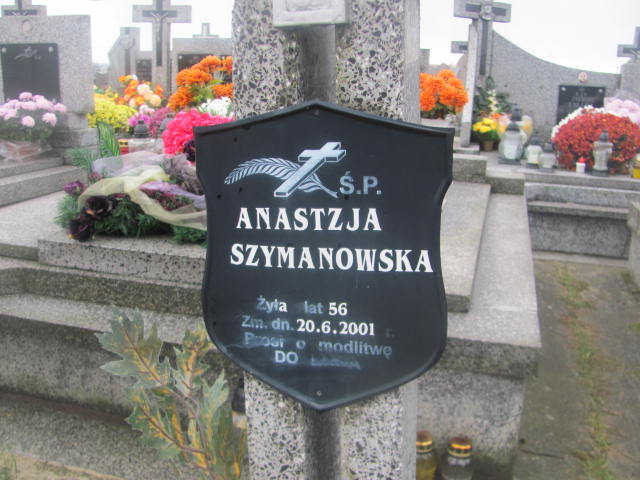 Ś.P.
ANASTZJA
SZYMANOWSKA
Żyła lat 56
Zm. dn. 20.6.2001 r.
Prosi o modlitwę
DO